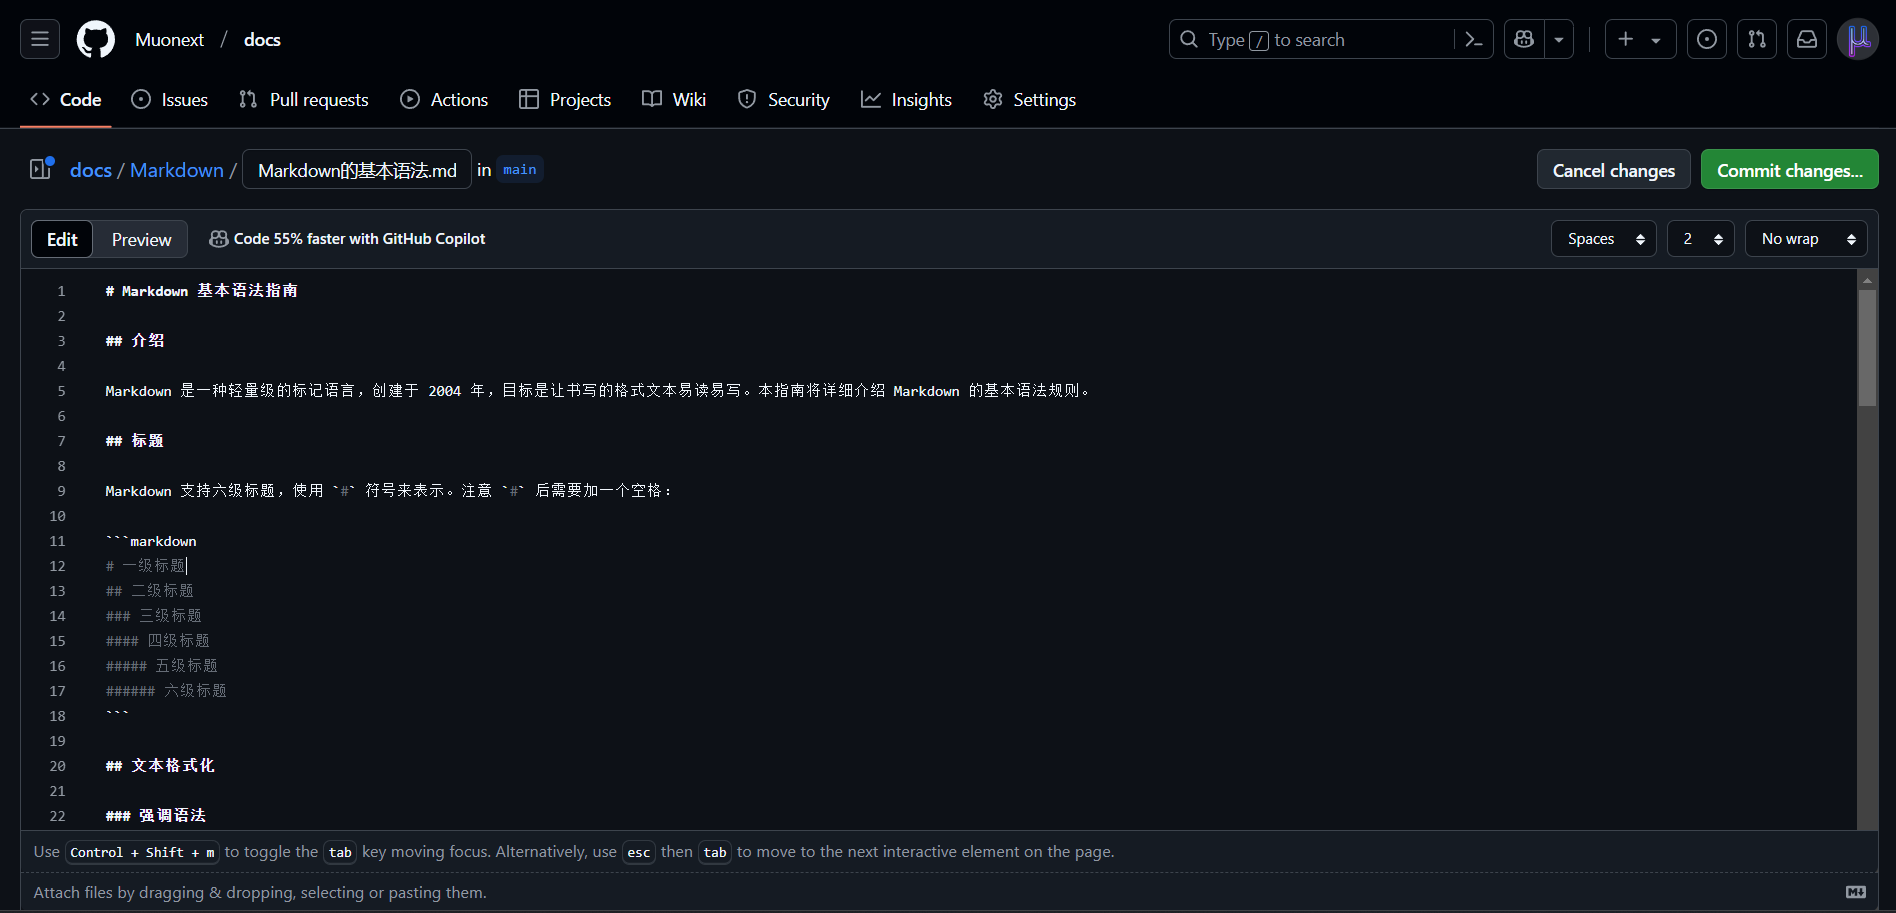 Muonext / docs
Type / to search
Code Issues Pull requests Actions Projects Wiki Security Insights Settings
docs / Markdown / Markdown的基本语法.md in main
Cancel changes Commit changes...
Edit Preview Code 55% faster with GitHub Copilot
Spaces 2 No wrap
1 # Markdown 基本语法指南
2
3 ## 介绍
4
5 Markdown 是一种轻量级的标记语言，创建于 2004 年，目标是让书写的格式文本易读易写。本指南将详细介绍 Markdown 的基本语法规则。
6
7 ## 标题
8
9 Markdown 支持六级标题，使用 `#` 符号来表示。注意 `#` 后需要加一个空格：
10
11 ```markdown
12 # 一级标题
13 ## 二级标题
14 ### 三级标题
15 #### 四级标题
16 ##### 五级标题
17 ###### 六级标题
18 ```
19
20 ## 文本格式化
21
22 ### 强调语法
Use Control + Shift + m to toggle the tab key moving focus. Alternatively, use esc then tab to move to the next interactive element on the page.
Attach files by dragging & dropping, selecting or pasting them.